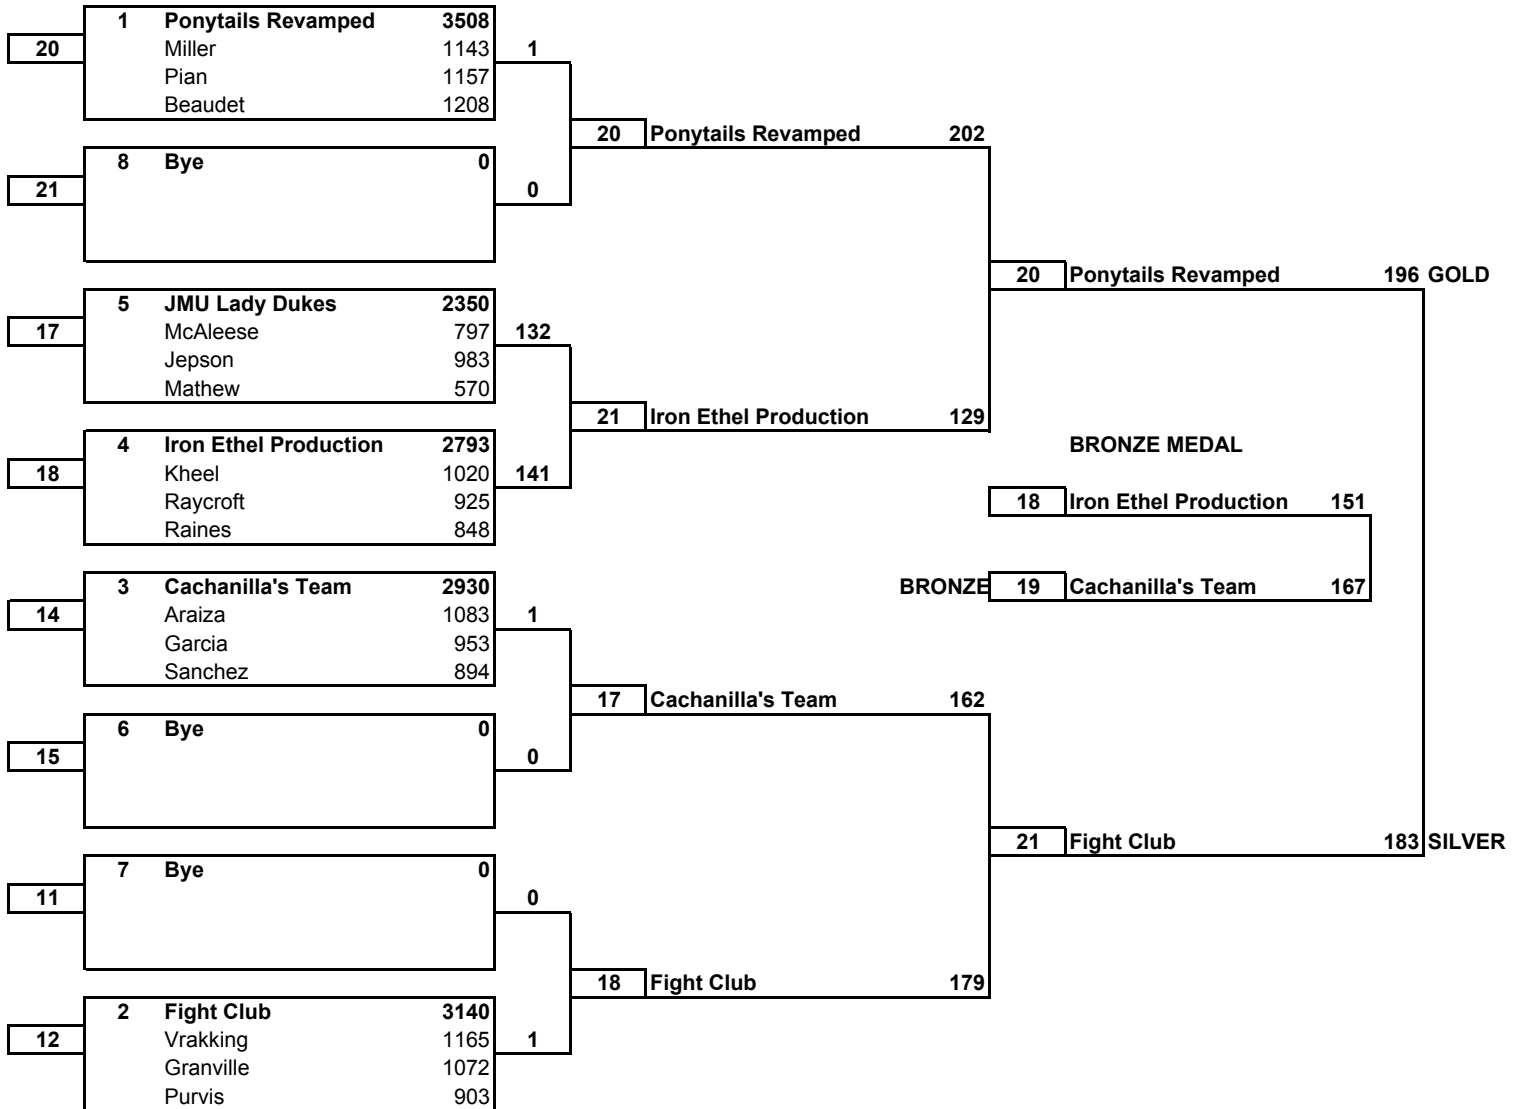 1 Ponytails Revamped 3508
20 Miller 1143 1
Pian 1157
Beaudet 1208
20 Ponytails Revamped 202
8 Bye 0
21 0
20 Ponytails Revamped 196 GOLD
5 JMU Lady Dukes 2350
17 McAleese 797 132
Jepson 983
Mathew 570
21 Iron Ethel Production 129
4 Iron Ethel Production 2793 BRONZE MEDAL
18 Kheel 1020 141
Raycroft 925 18 Iron Ethel Production 151
Raines 848
3 Cachanilla's Team 2930 BRONZE 19 Cachanilla's Team 167
14 Araiza 1083 1
Garcia 953
Sanchez 894
17 Cachanilla's Team 162
6 Bye 0
15 0
21 Fight Club 183 SILVER
7 Bye 0
11 0
18 Fight Club 179
2 Fight Club 3140
12 Vrakking 1165 1
Granville 1072
Purvis 903